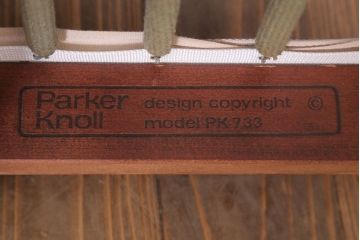 Parker Knoll
design copyright ©
model PK·733